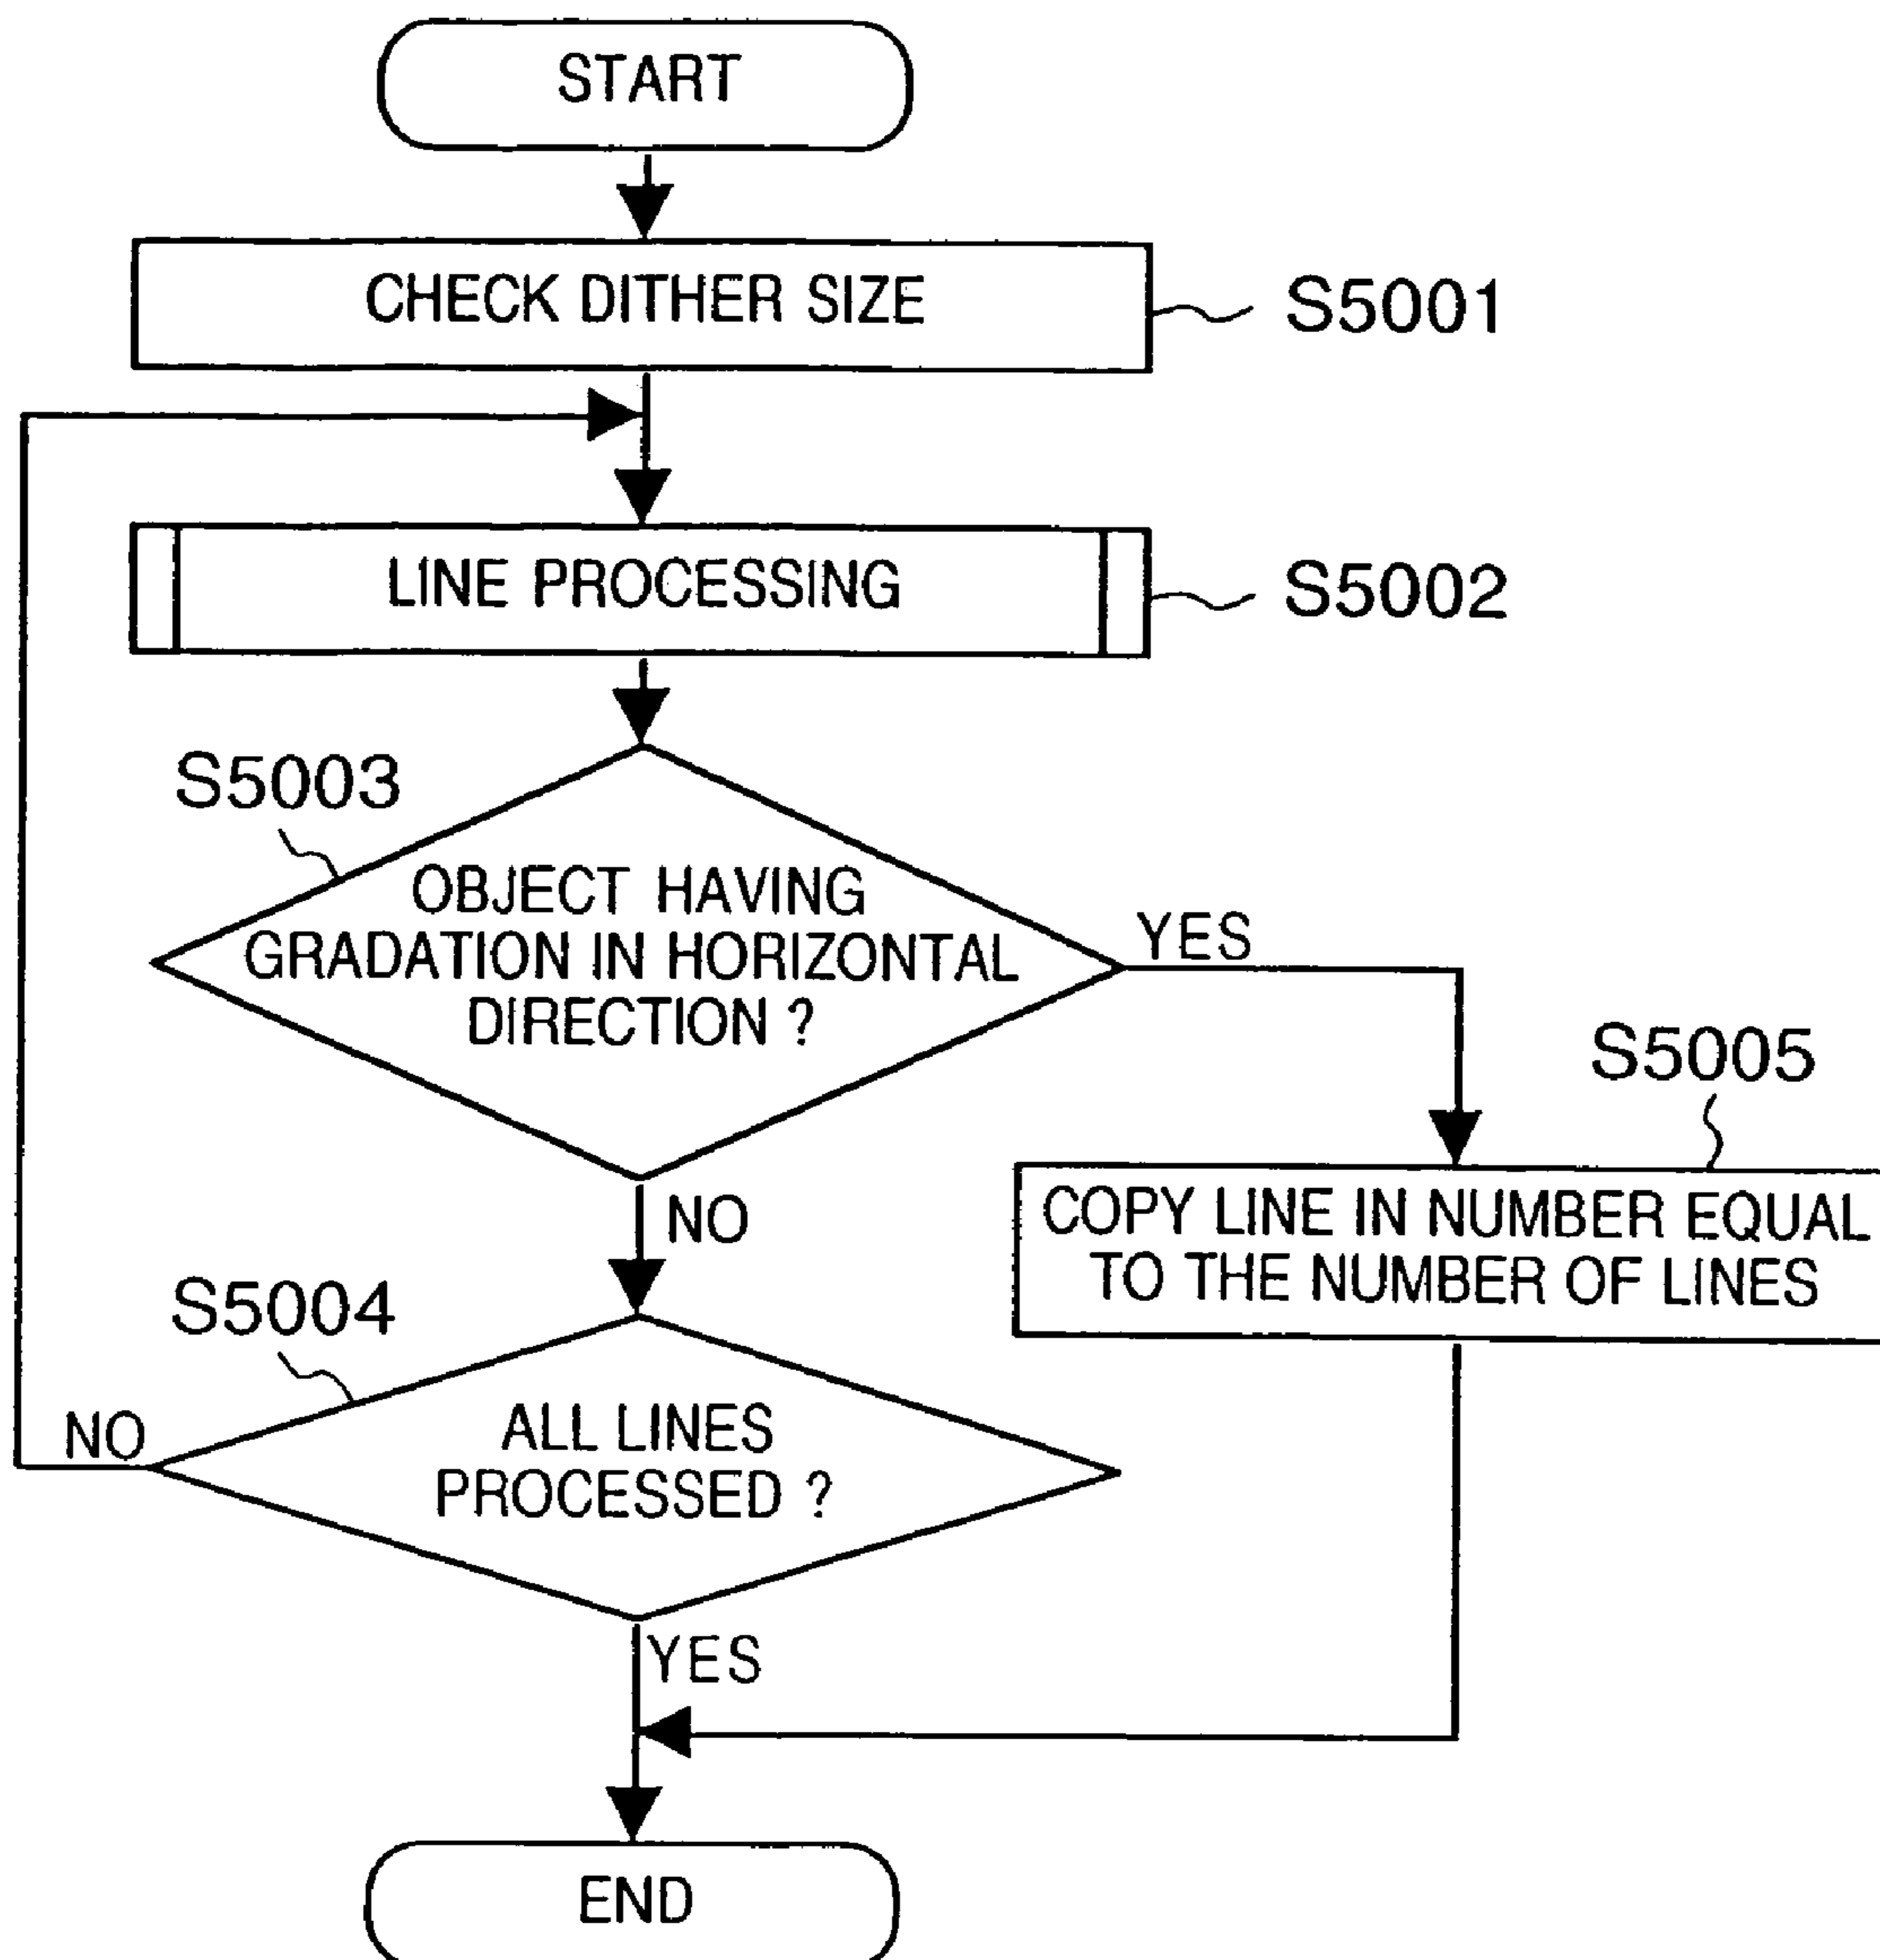 START
CHECK DITHER SIZE
S5001
LINE PROCESSING
S5002
S5003
OBJECT HAVING
GRADATION IN HORIZONTAL
DIRECTION ?
YES
NO
S5005
COPY LINE IN NUMBER EQUAL
TO THE NUMBER OF LINES
S5004
ALL LINES
PROCESSED ?
NO
YES
END